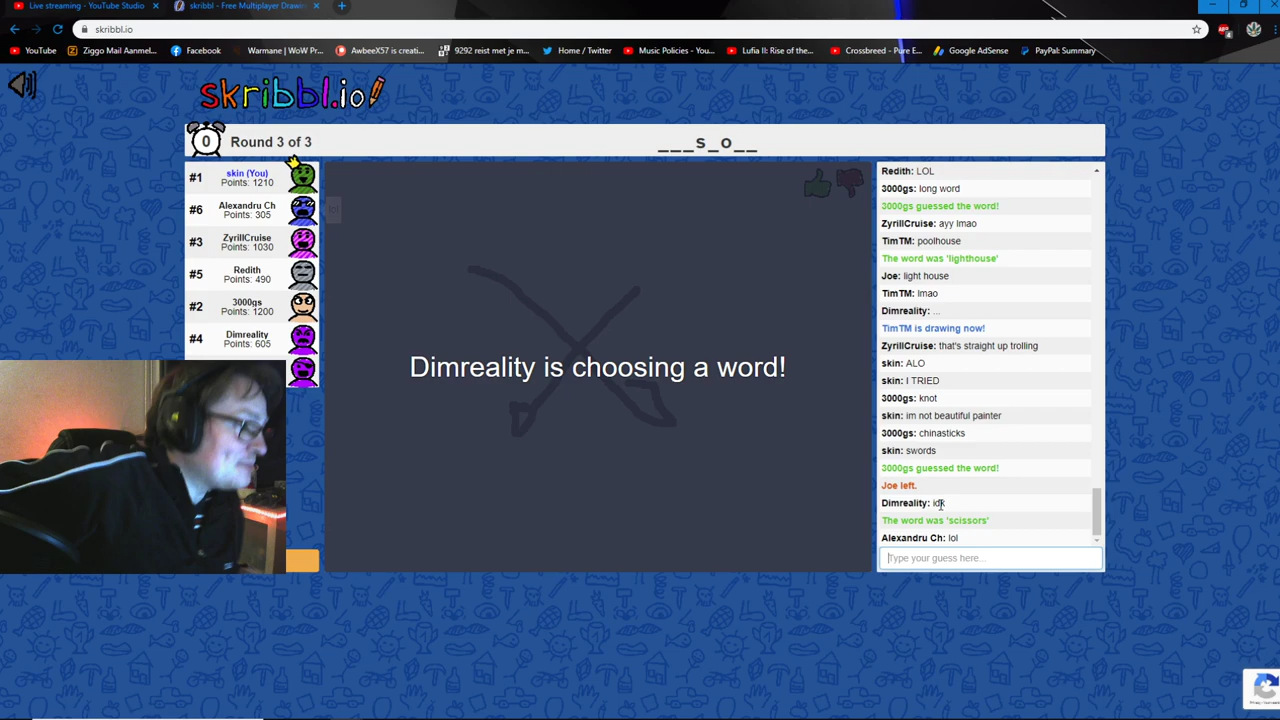 Live streaming - YouTube Studio
skribbl - Free Multiplayer Drawin
skribbl.io
YouTube
Ziggo Mail Aanmel...
Facebook
Warmane | WoW Pr...
AwbeeX57 is creati...
9292 reist met je m...
Home / Twitter
Music Policies - You...
Lufia II: Rise of the...
Crossbreed - Pure E...
Google AdSense
PayPal: Summary
skribbl.io
0
Round 3 of 3
___s_o__
#1
skin (You)
Points: 1210
#6
Alexandru Ch
Points: 305
#3
ZyrillCruise
Points: 1030
#5
Redith
Points: 490
#2
3000gs
Points: 1200
#4
Dimreality
Points: 605
Dimreality is choosing a word!
Redith: LOL
3000gs: long word
3000gs guessed the word!
ZyrillCruise: ayy lmao
TimTM: poolhouse
The word was 'lighthouse'
Joe: light house
TimTM: lmao
Dimreality: ...
TimTM is drawing now!
ZyrillCruise: that's straight up trolling
skin: ALO
skin: I TRIED
3000gs: knot
skin: im not beautiful painter
3000gs: chinasticks
skin: swords
3000gs guessed the word!
Joe left.
Dimreality: idk
The word was 'scissors'
Alexandru Ch: lol
Type your guess here...